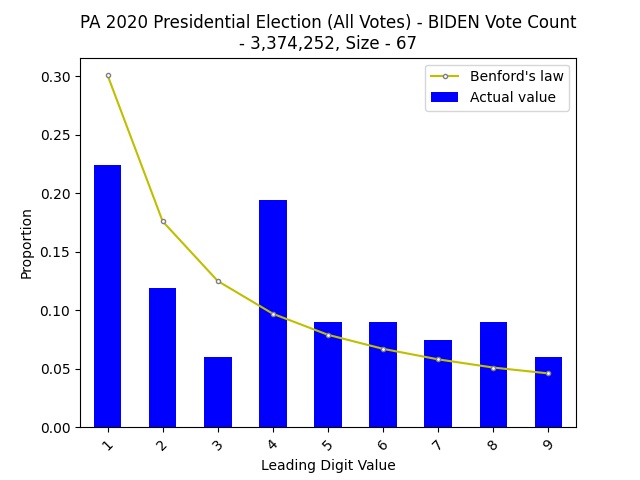 PA 2020 Presidential Election (All Votes) - BIDEN Vote Count
- 3,374,252, Size - 67
Benford's law
Actual value
0.30
0.25
0.20
0.15
0.10
0.05
0.00
Proportion
1 2 3 4 5 6 7 8 9
Leading Digit Value